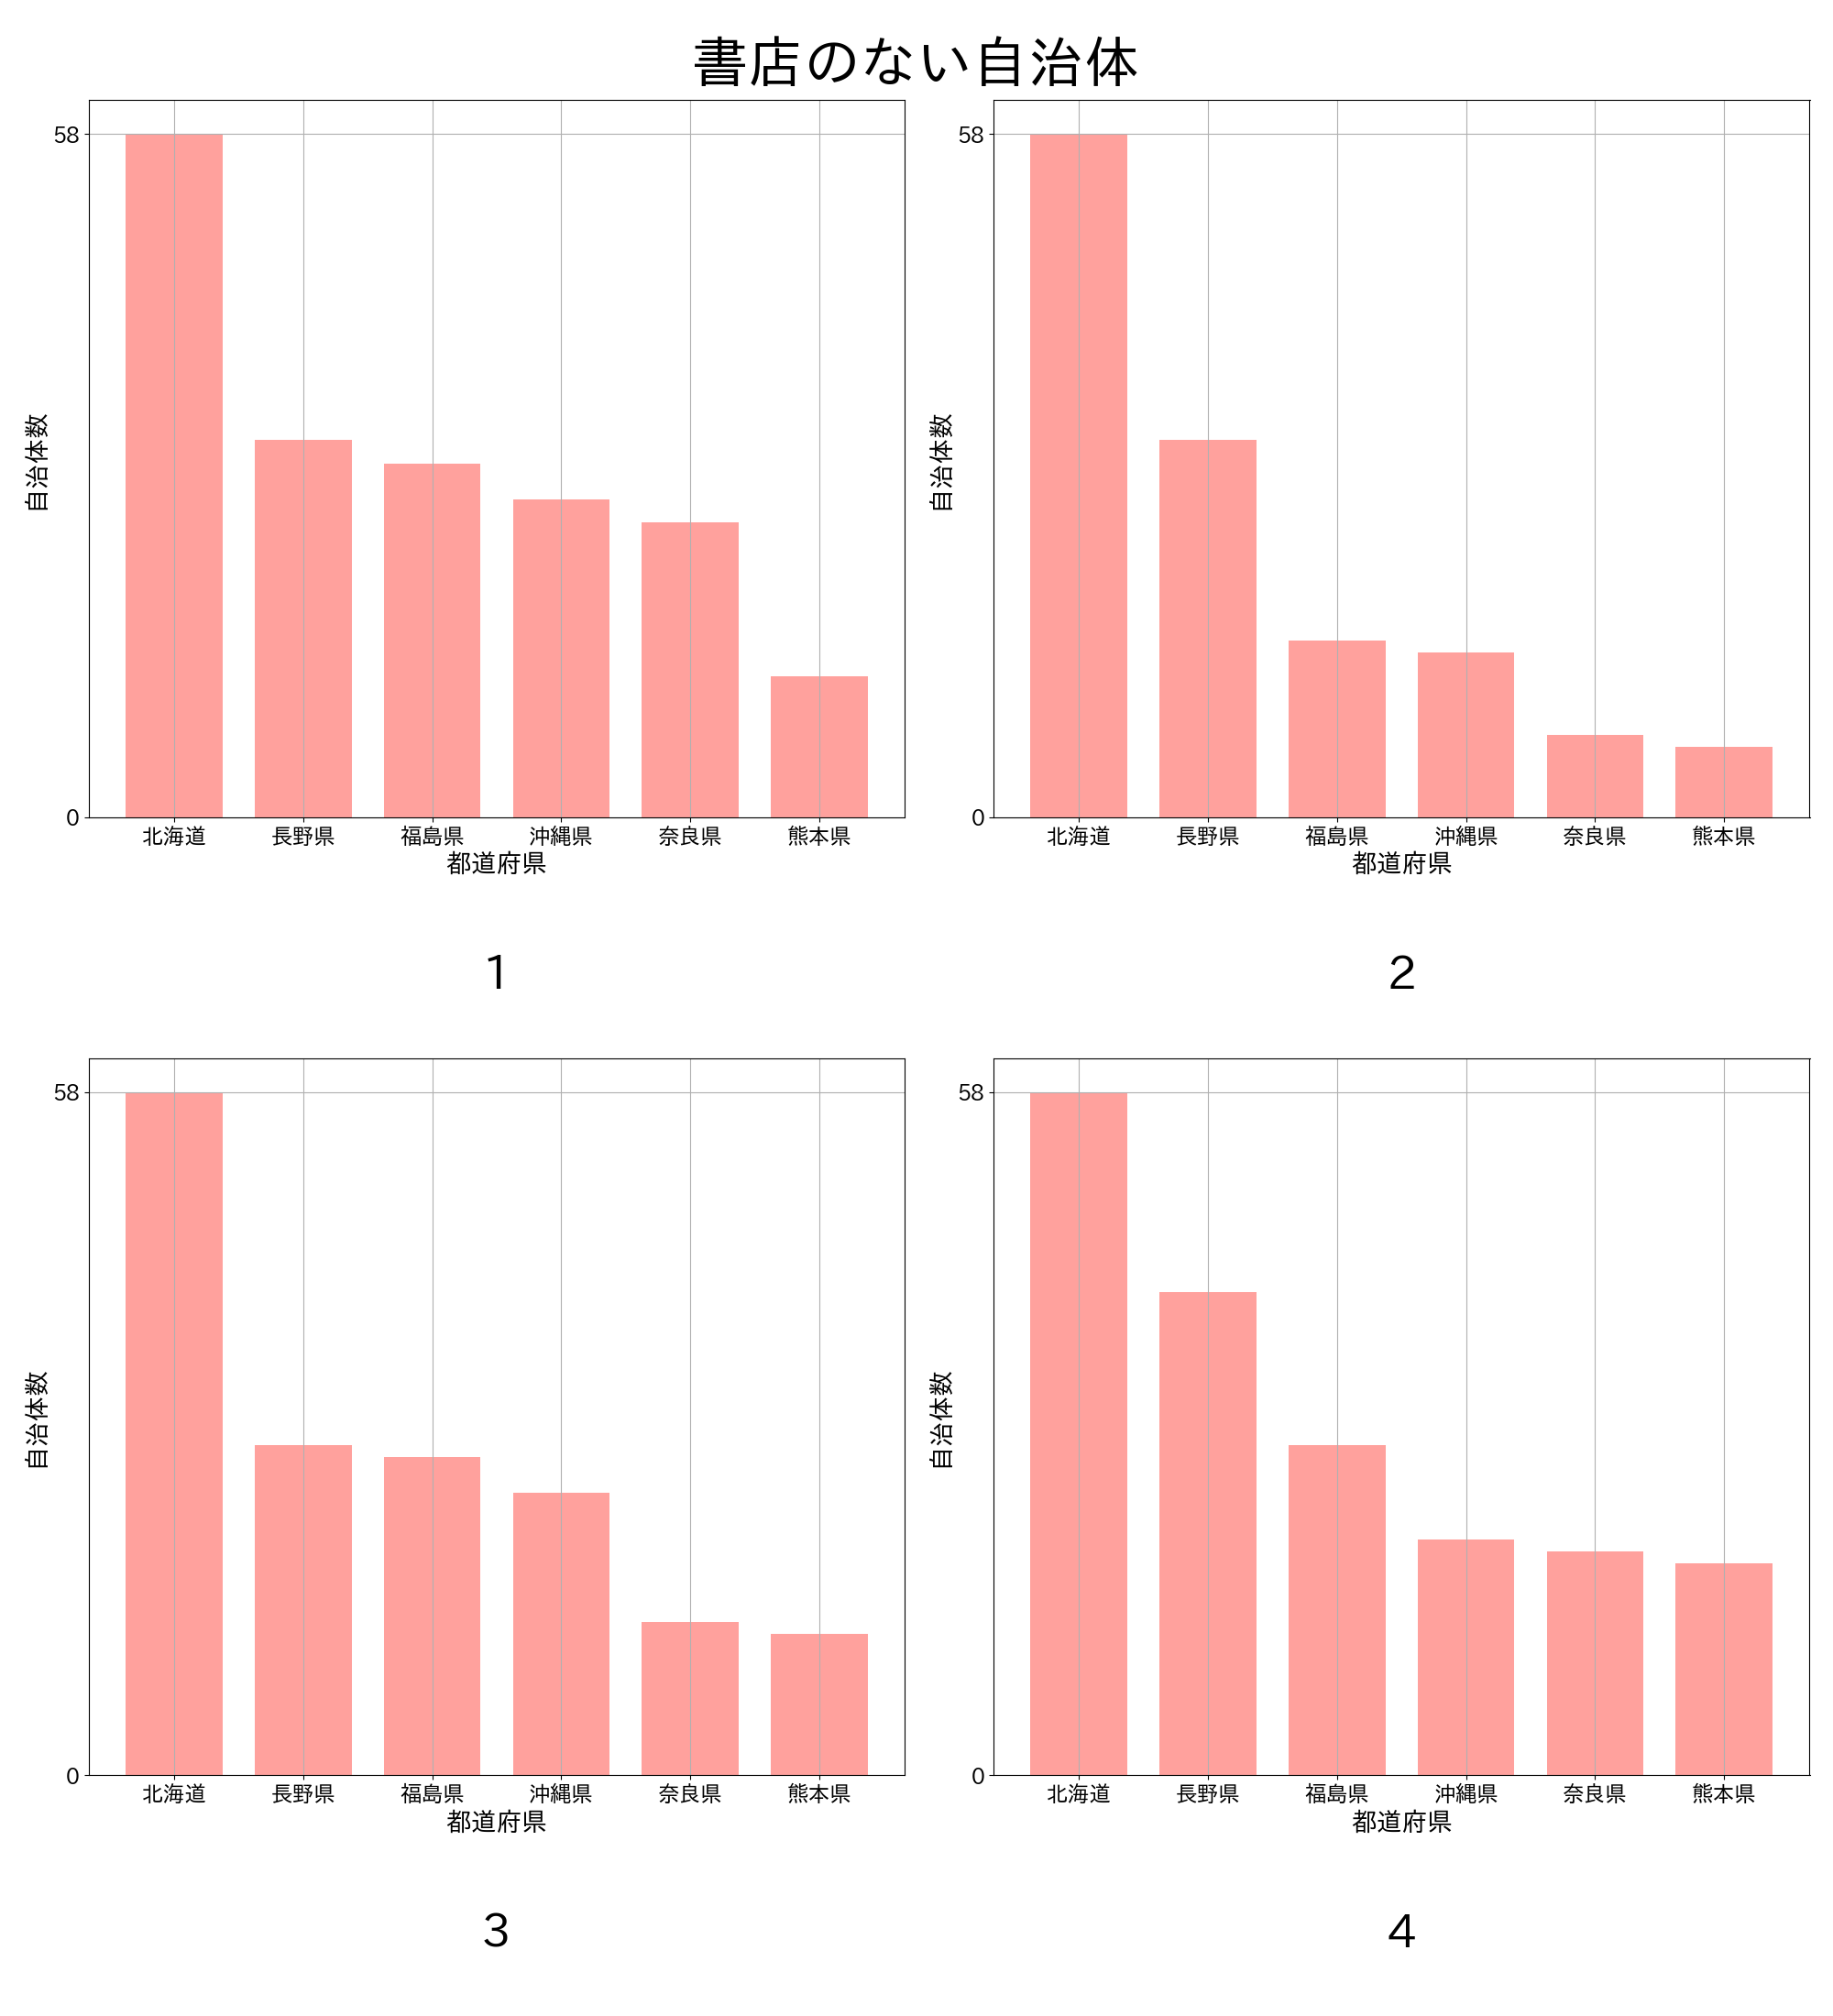 書店のない自治体
58
0
自治体数
北海道 長野県 福島県 沖縄県 奈良県 熊本県
都道府県
1
58
0
自治体数
北海道 長野県 福島県 沖縄県 奈良県 熊本県
都道府県
2
58
0
自治体数
北海道 長野県 福島県 沖縄県 奈良県 熊本県
都道府県
3
58
0
自治体数
北海道 長野県 福島県 沖縄県 奈良県 熊本県
都道府県
4